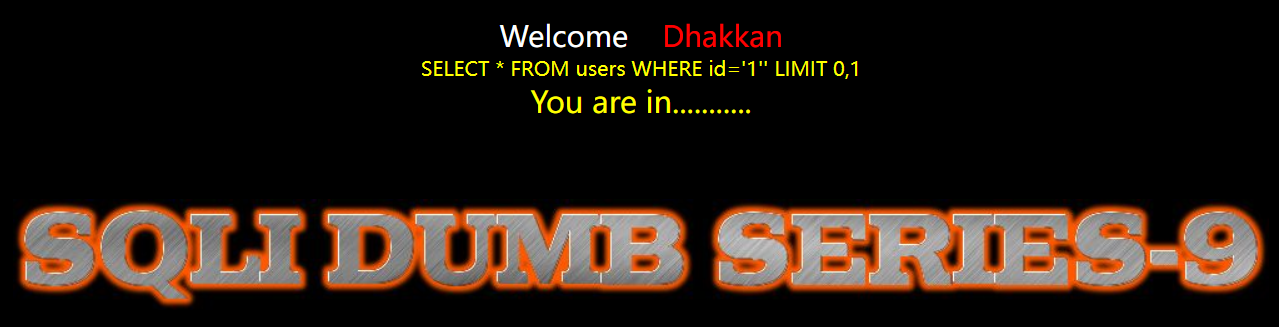 Welcome Dhakkan
SELECT * FROM users WHERE id='1'' LIMIT 0,1
You are in...........
SQLI DUMB SERIES-9